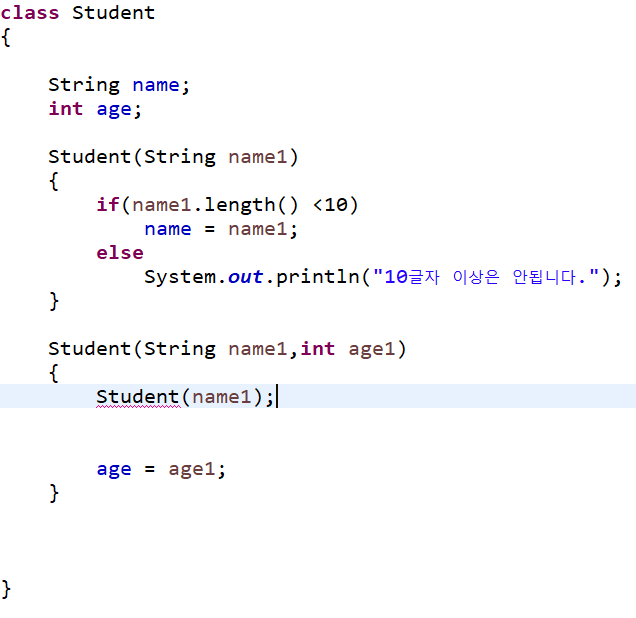 class Student
{
String name;
int age;
Student(String name1)
{
if(name1.length() <10)
name = name1;
else
System.out.println("10글자 이상은 안됩니다.");
}
Student(String name1,int age1)
{
Student(name1);
age = age1;
}
}